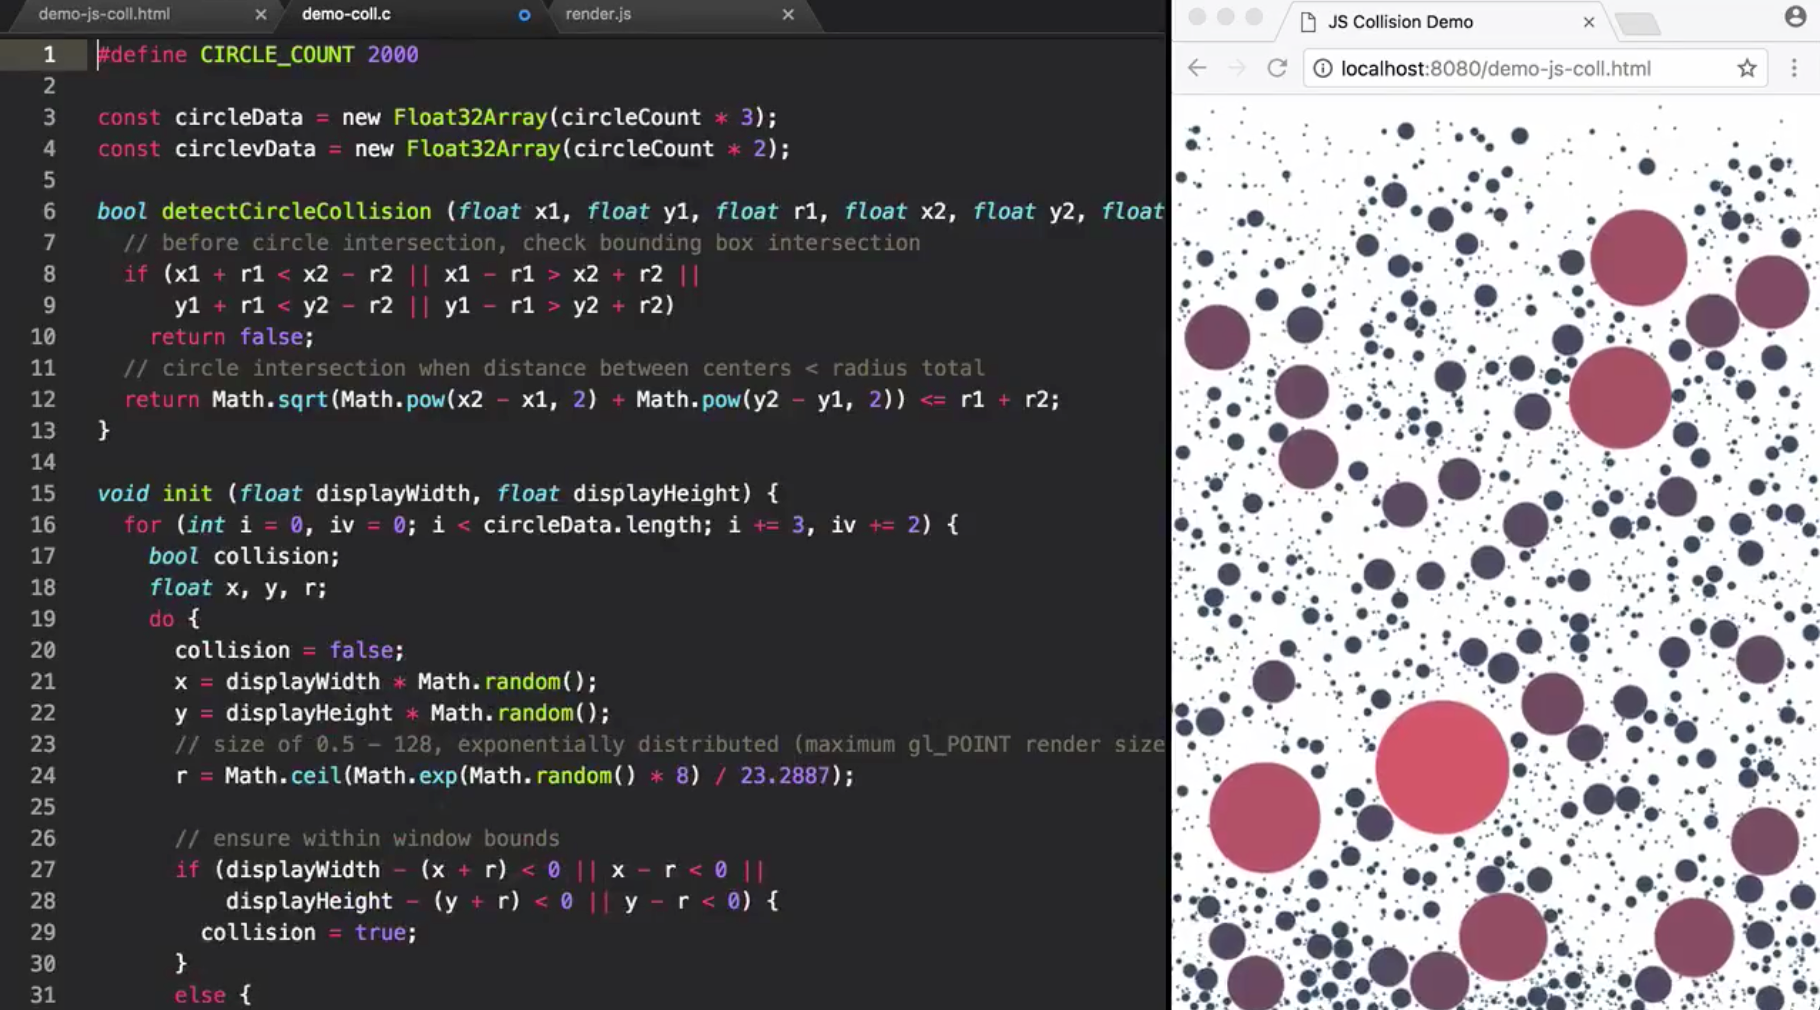 demo-js-coll.html
demo-coll.c
render.js
1 #define CIRCLE_COUNT 2000
2
3 const circleData = new Float32Array(circleCount * 3);
4 const circlevData = new Float32Array(circleCount * 2);
5
6 bool detectCircleCollision (float x1, float y1, float r1, float x2, float y2, float
7 // before circle intersection, check bounding box intersection
8 if (x1 + r1 < x2 - r2 || x1 - r1 > x2 + r2 ||
9 y1 + r1 < y2 - r2 || y1 - r1 > y2 + r2)
10 return false;
11 // circle intersection when distance between centers < radius total
12 return Math.sqrt(Math.pow(x2 - x1, 2) + Math.pow(y2 - y1, 2)) <= r1 + r2;
13 }
14
15 void init (float displayWidth, float displayHeight) {
16 for (int i = 0, iv = 0; i < circleData.length; i += 3, iv += 2) {
17 bool collision;
18 float x, y, r;
19 do {
20 collision = false;
21 x = displayWidth * Math.random();
22 y = displayHeight * Math.random();
23 // size of 0.5 - 128, exponentially distributed (maximum gl_POINT render size
24 r = Math.ceil(Math.exp(Math.random() * 8) / 23.2887);
25
26 // ensure within window bounds
27 if (displayWidth - (x + r) < 0 || x - r < 0 ||
28 displayHeight - (y + r) < 0 || y - r < 0) {
29 collision = true;
30 }
31 else {
JS Collision Demo
localhost:8080/demo-js-coll.html